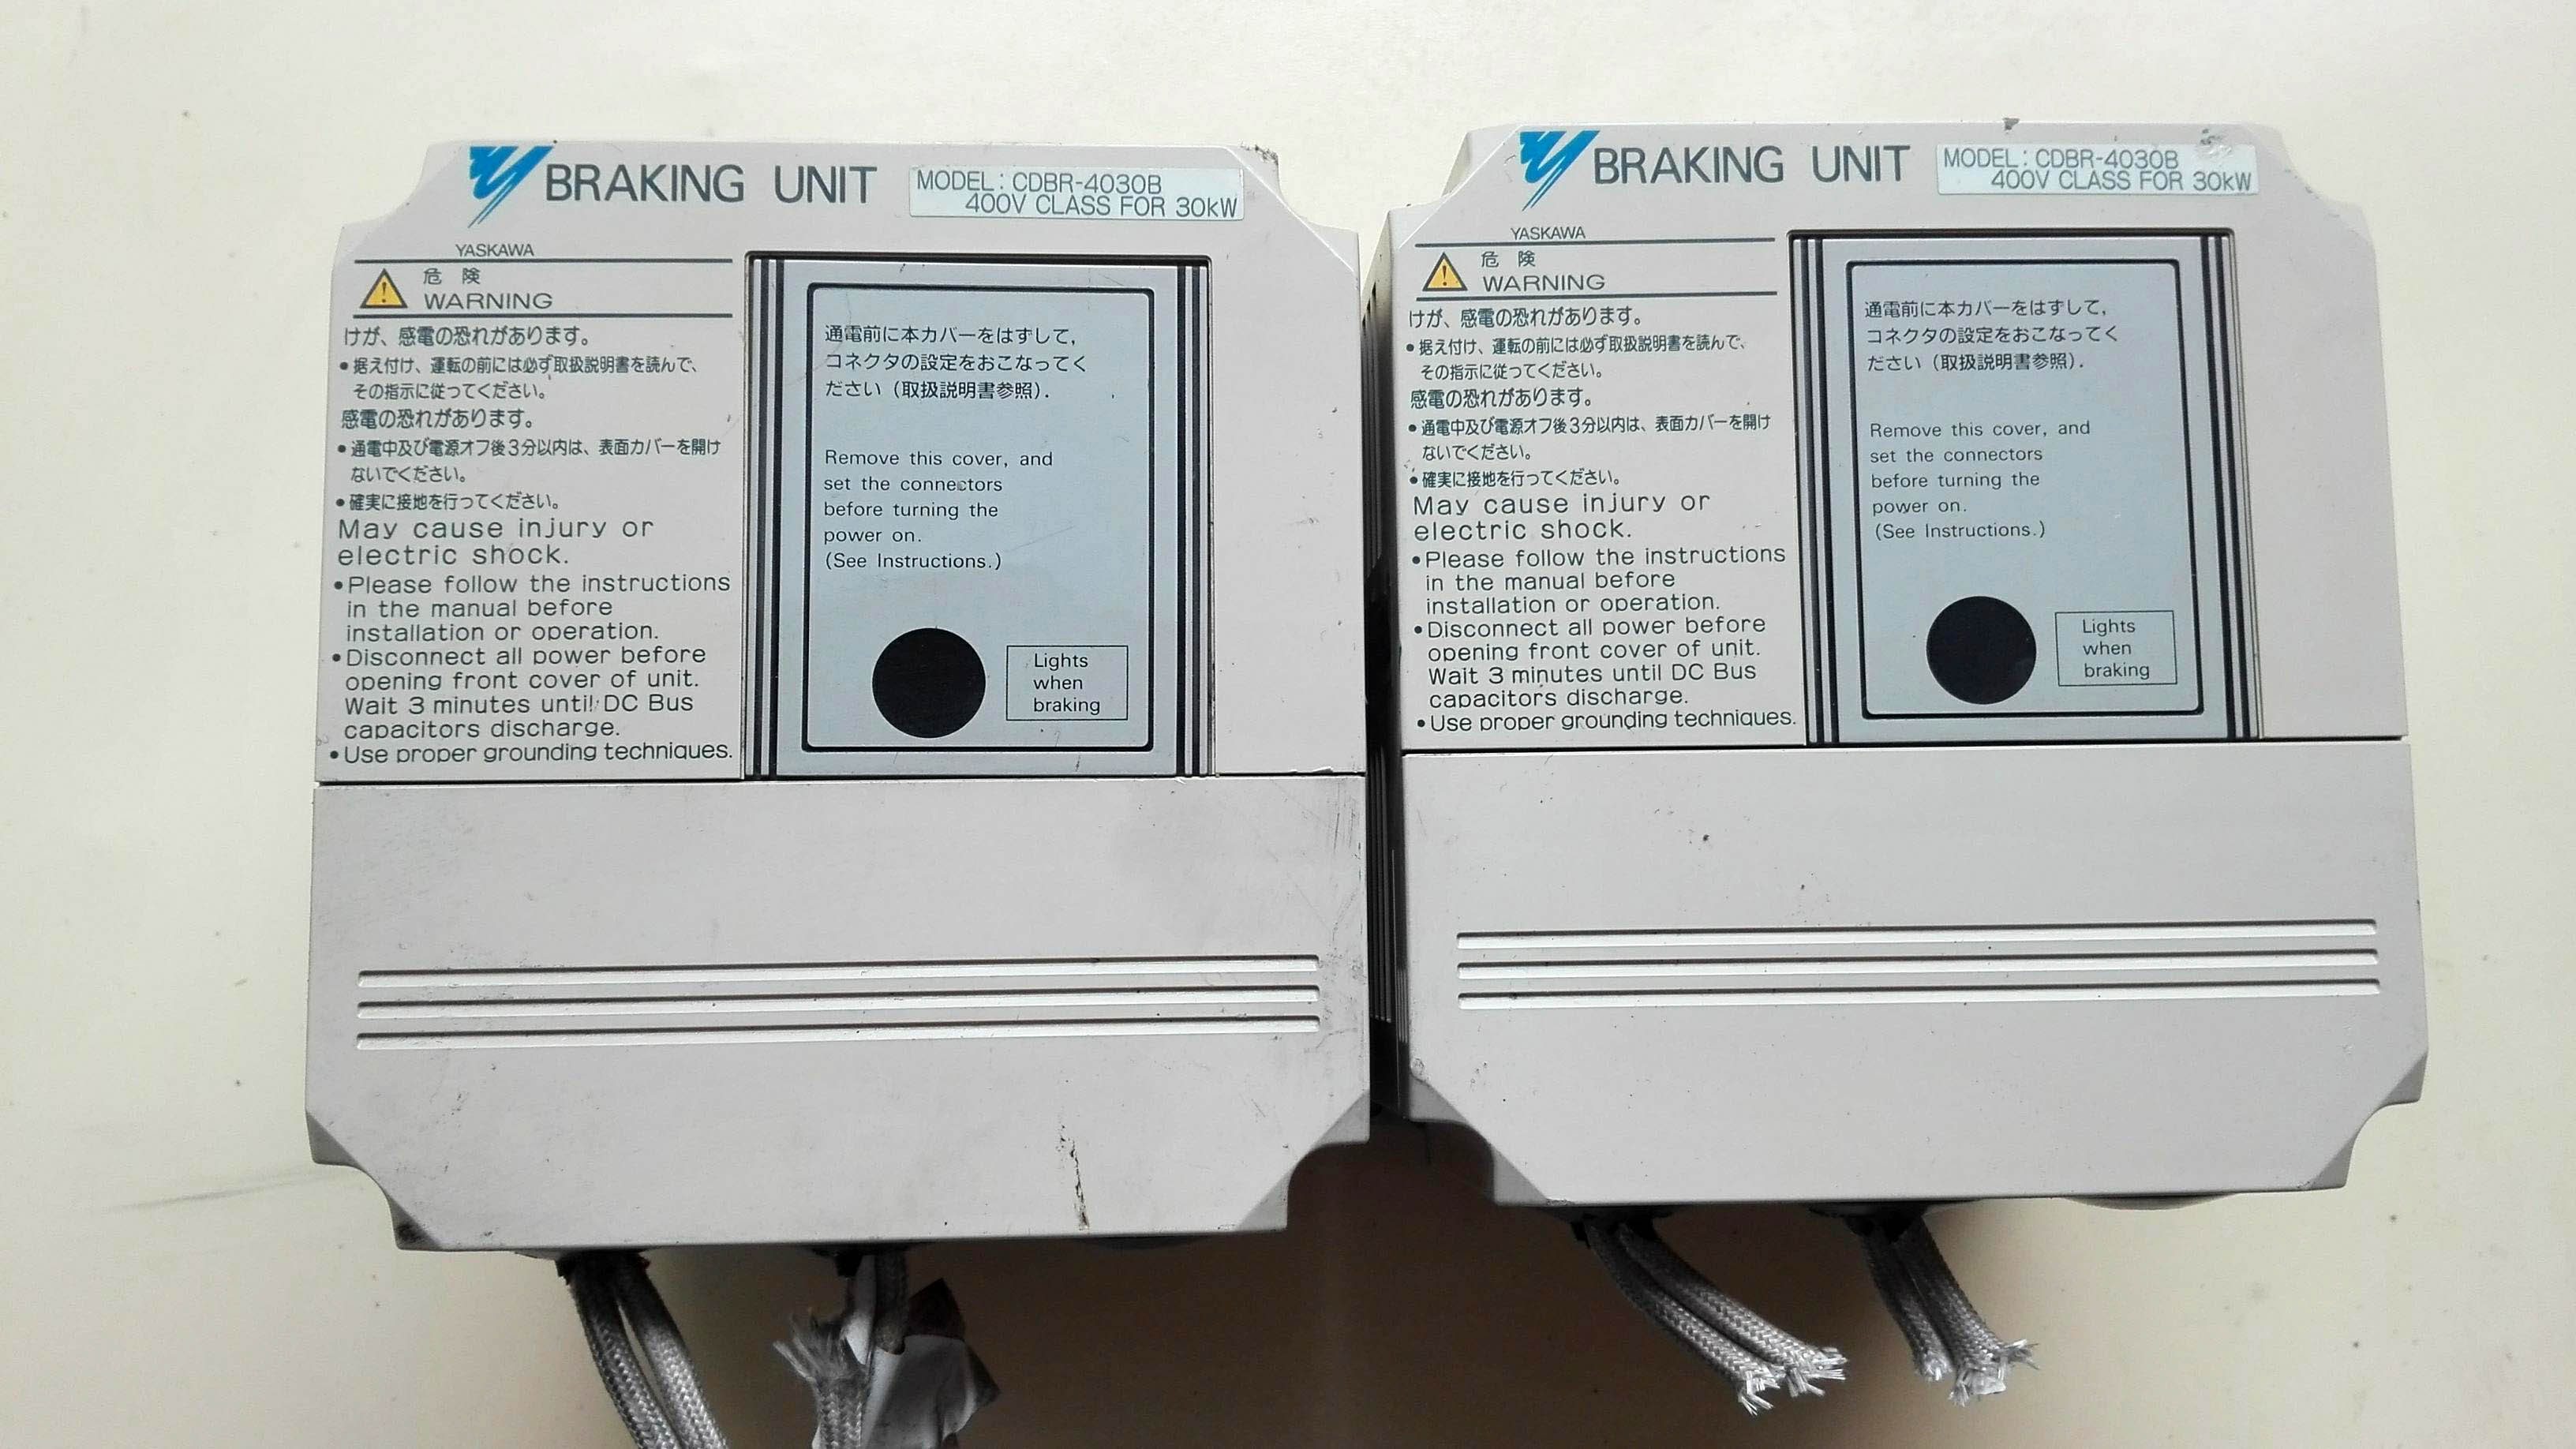 BRAKING UNIT
MODEL: CDBR-4030B
400V CLASS FOR 30kW
YASKAWA
危険
WARNING
けが、感電の恐れがあります。
•据え付け、運転の前には必ず取扱説明書を読んで、
その指示に従ってください。
感電の恐れがあります。
•通電中及び電源オフ後3分以内は、表面カバーを開け
ないでください。
•確実に接地を行ってください。
May cause injury or
electric shock.
•Please follow the instructions
in the manual before
installation or operation.
•Disconnect all power before
opening front cover of unit.
Wait 3 minutes until DC Bus
capacitors discharge.
•Use proper grounding techniques.
通電前に本カバーをはずして,
コネクタの設定をおこなってく
ださい（取扱説明書参照）.
Remove this cover, and
set the connectors
before turning the
power on.
(See Instructions.)
Lights
when
braking
BRAKING UNIT
MODEL: CDBR-4030B
400V CLASS FOR 30kW
YASKAWA
危険
WARNING
けが、感電の恐れがあります。
•据え付け、運転の前には必ず取扱説明書を読んで、
その指示に従ってください。
感電の恐れがあります。
•通電中及び電源オフ後3分以内は、表面カバーを開け
ないでください。
•確実に接地を行ってください。
May cause injury or
electric shock.
•Please follow the instructions
in the manual before
installation or operation.
•Disconnect all power before
opening front cover of unit.
Wait 3 minutes until DC Bus
capacitors discharge.
•Use proper grounding techniques.
通電前に本カバーをはずして,
コネクタの設定をおこなってく
ださい（取扱説明書参照）.
Remove this cover, and
set the connectors
before turning the
power on.
(See Instructions.)
Lights
when
braking